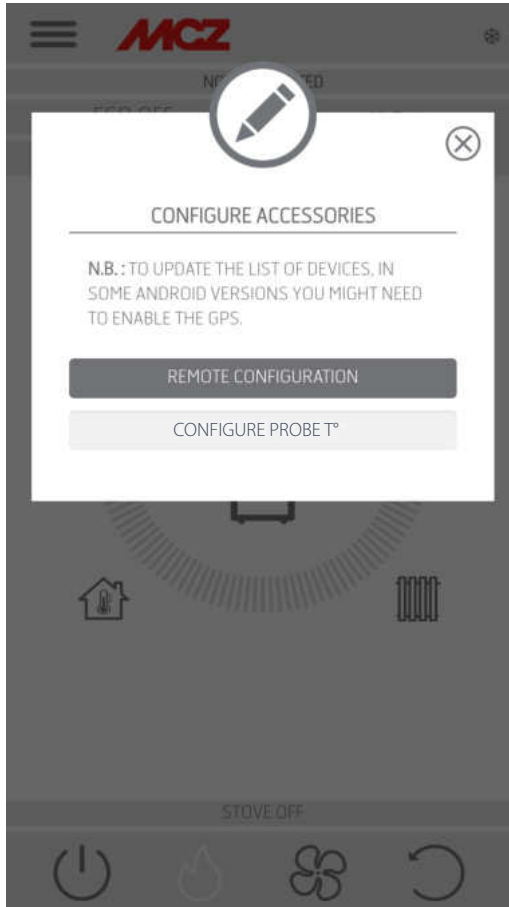 MCZ
CONFIGURE ACCESSORIES
N.B. : TO UPDATE THE LIST OF DEVICES, IN
SOME ANDROID VERSIONS YOU MIGHT NEED
TO ENABLE THE GPS.
REMOTE CONFIGURATION
CONFIGURE PROBE T°
STOVE OFF